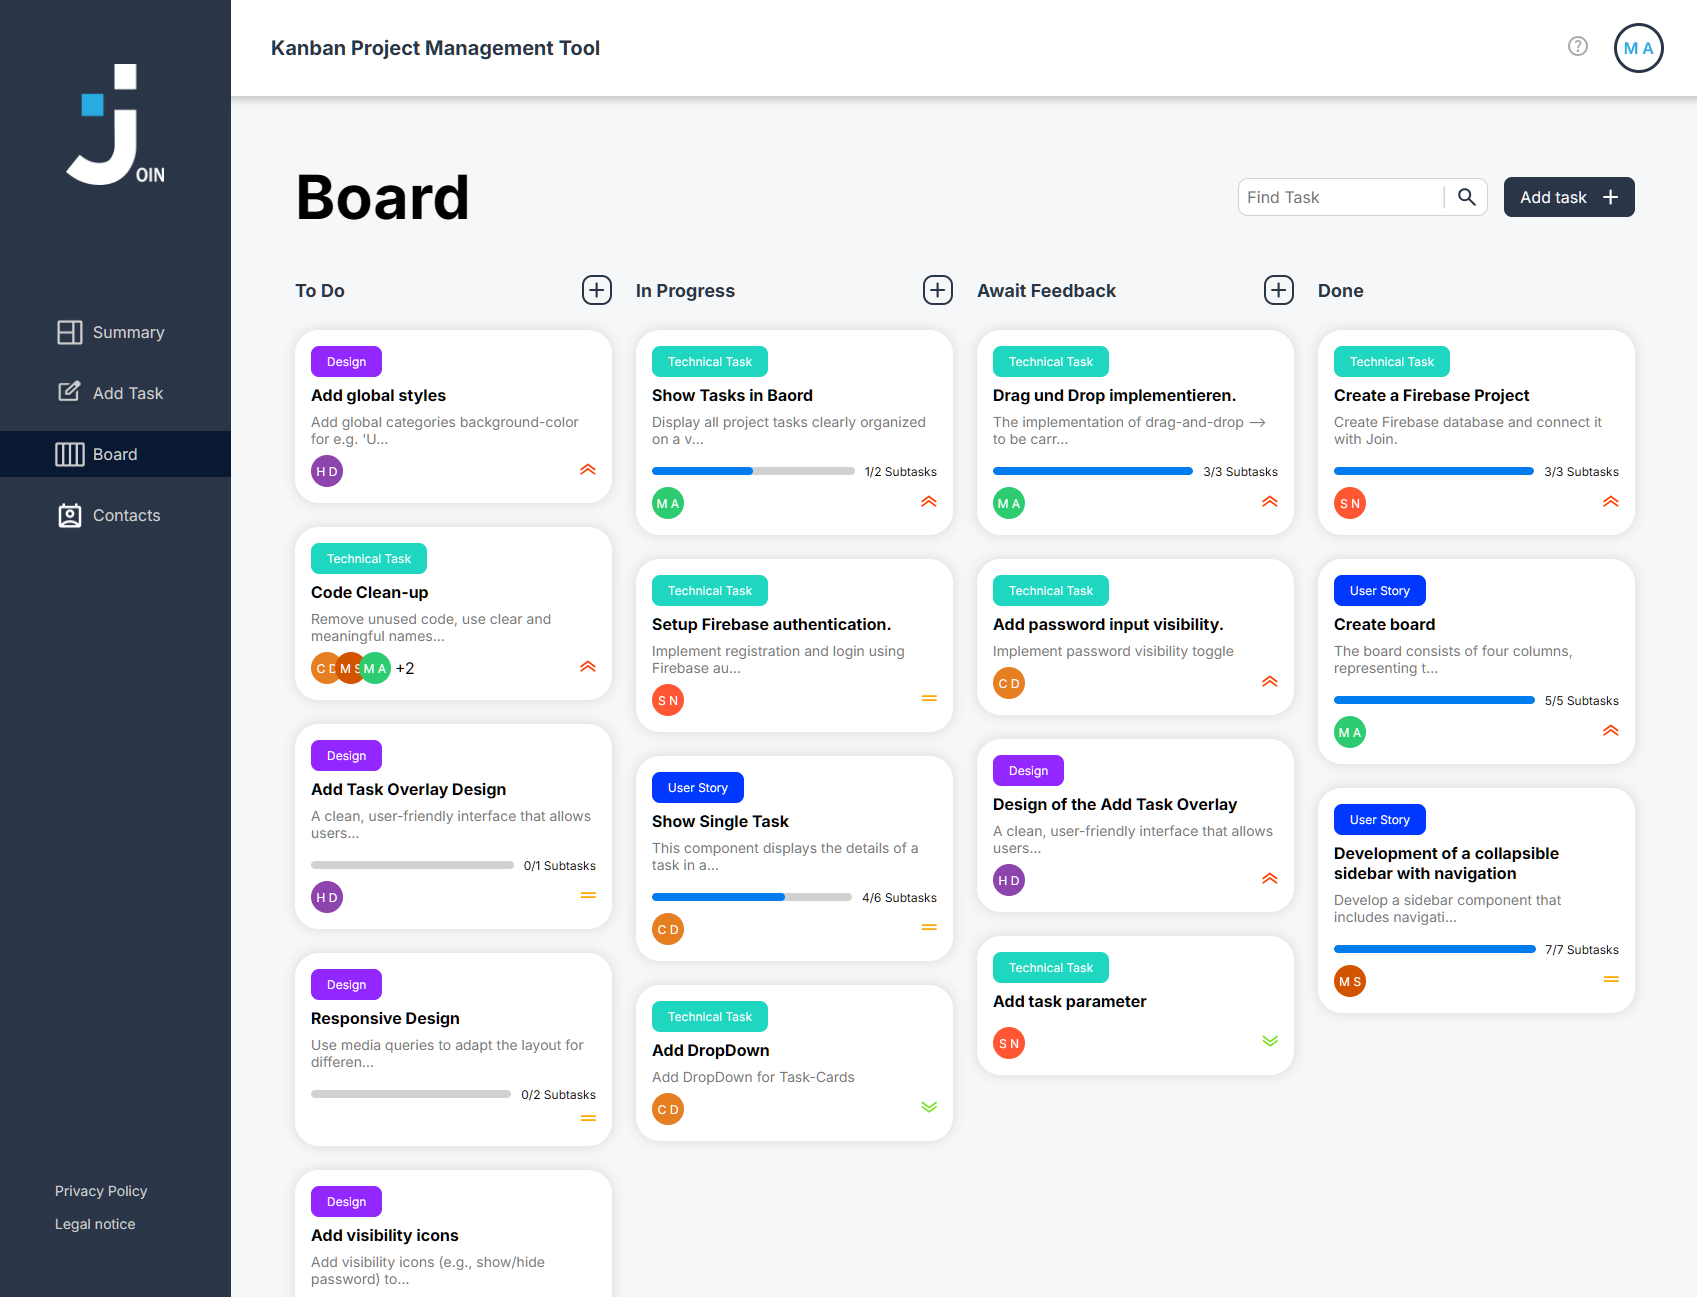 Kanban Project Management Tool
?
M A
OIN
Summary
Add Task
Board
Contacts
Privacy Policy
Legal notice
Board
Find Task
Add task
To Do
Design
Add global styles
Add global categories background-color
for e.g. 'U...
H D
Technical Task
Code Clean-up
Remove unused code, use clear and
meaningful names...
C D M S M A +2
Design
Add Task Overlay Design
A clean, user-friendly interface that allows
users...
0/1 Subtasks
H D
Design
Responsive Design
Use media queries to adapt the layout for
differen...
0/2 Subtasks
Design
Add visibility icons
Add visibility icons (e.g., show/hide
password) to...
In Progress
Technical Task
Show Tasks in Baord
Display all project tasks clearly organized
on a v...
1/2 Subtasks
M A
Technical Task
Setup Firebase authentication.
Implement registration and login using
Firebase au...
S N
User Story
Show Single Task
This component displays the details of a
task in a...
4/6 Subtasks
C D
Technical Task
Add DropDown
Add DropDown for Task-Cards
C D
Await Feedback
Technical Task
Drag und Drop implementieren.
The implementation of drag-and-drop -->
to be carr...
3/3 Subtasks
M A
Technical Task
Add password input visibility.
Implement password visibility toggle
C D
Design
Design of the Add Task Overlay
A clean, user-friendly interface that allows
users...
H D
Technical Task
Add task parameter
S N
Done
Technical Task
Create a Firebase Project
Create Firebase database and connect it
with Join.
3/3 Subtasks
S N
User Story
Create board
The board consists of four columns,
representing t...
5/5 Subtasks
M A
User Story
Development of a collapsible
sidebar with navigation
Develop a sidebar component that
includes navigati...
7/7 Subtasks
M S